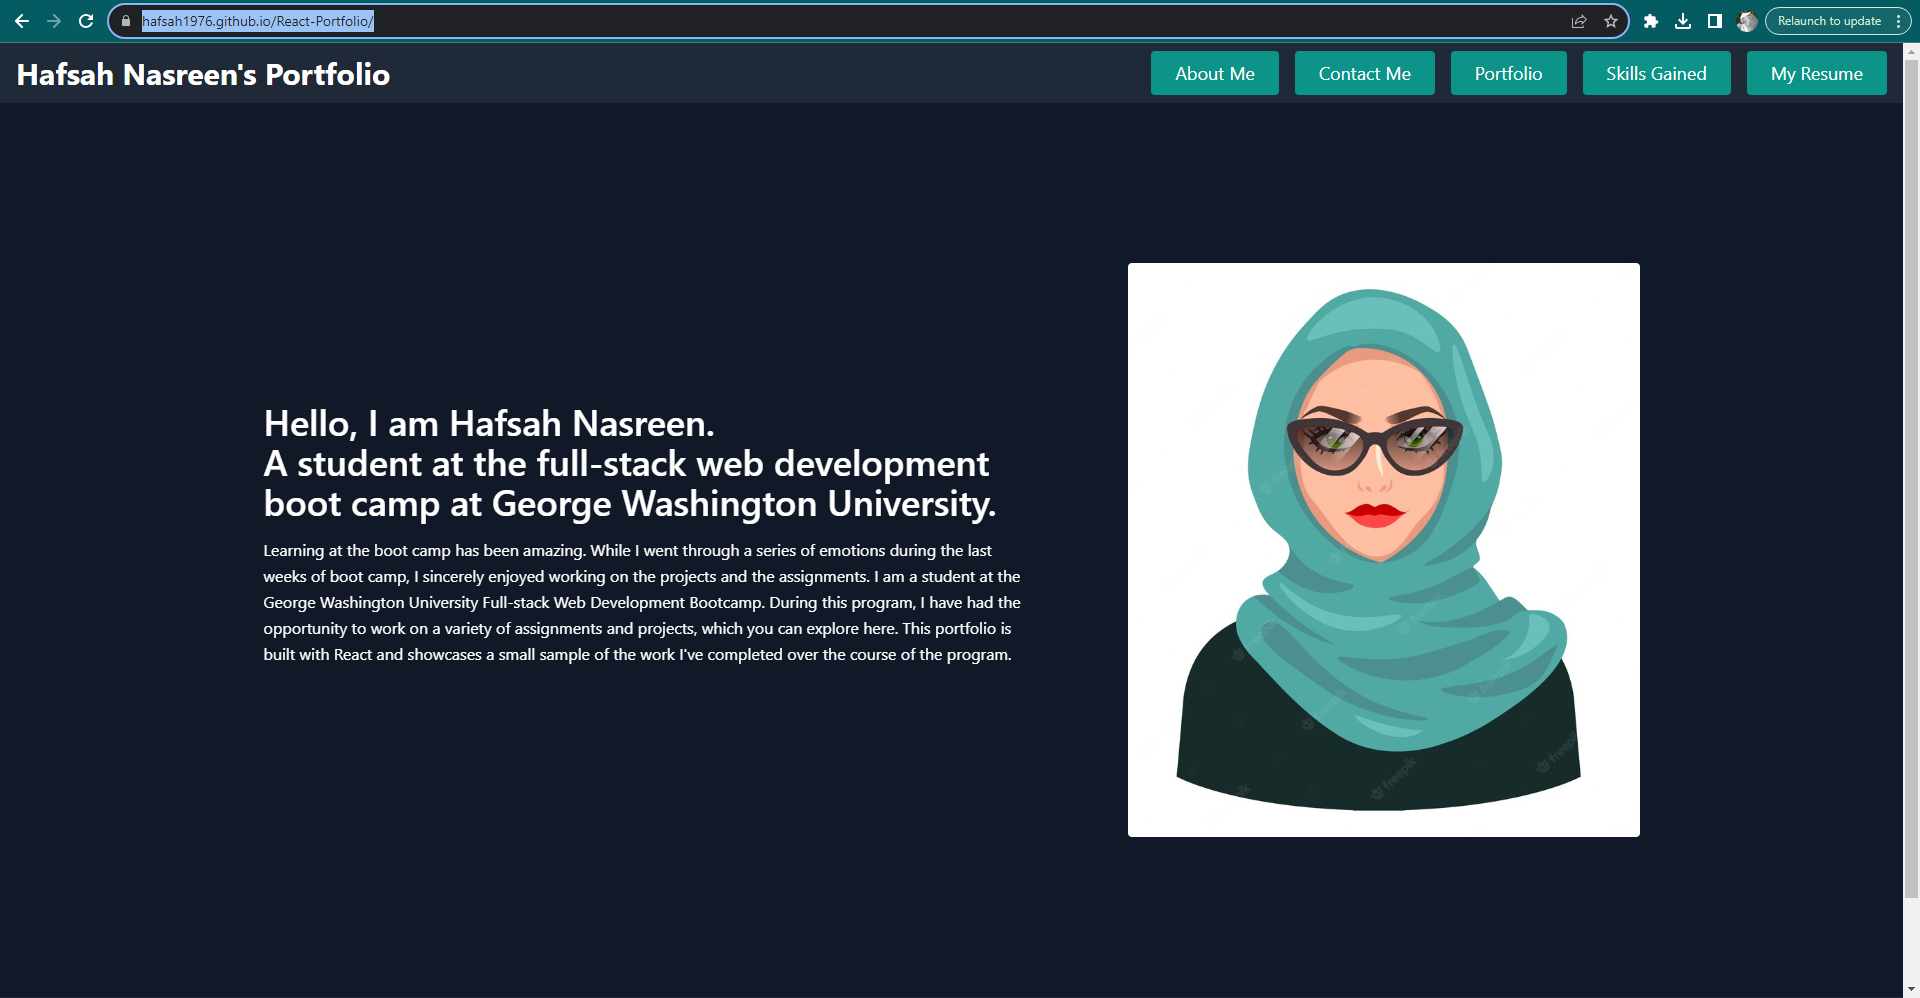 hafsah1976.github.io/React-Portfolio/
Relaunch to update
Hafsah Nasreen's Portfolio
About Me
Contact Me
Portfolio
Skills Gained
My Resume
Hello, I am Hafsah Nasreen.
A student at the full-stack web development
boot camp at George Washington University.
Learning at the boot camp has been amazing. While I went through a series of emotions during the last
weeks of boot camp, I sincerely enjoyed working on the projects and the assignments. I am a student at the
George Washington University Full-stack Web Development Bootcamp. During this program, I have had the
opportunity to work on a variety of assignments and projects, which you can explore here. This portfolio is
built with React and showcases a small sample of the work I've completed over the course of the program.
freepik
freepik
freepik
freepik
freepik